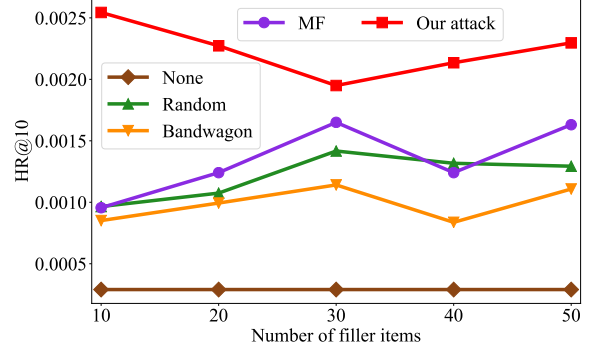 MF
Our attack
None
Random
Bandwagon
HR@10
0.0025
0.0020
0.0015
0.0010
0.0005
10 20 30 40 50
Number of filler items